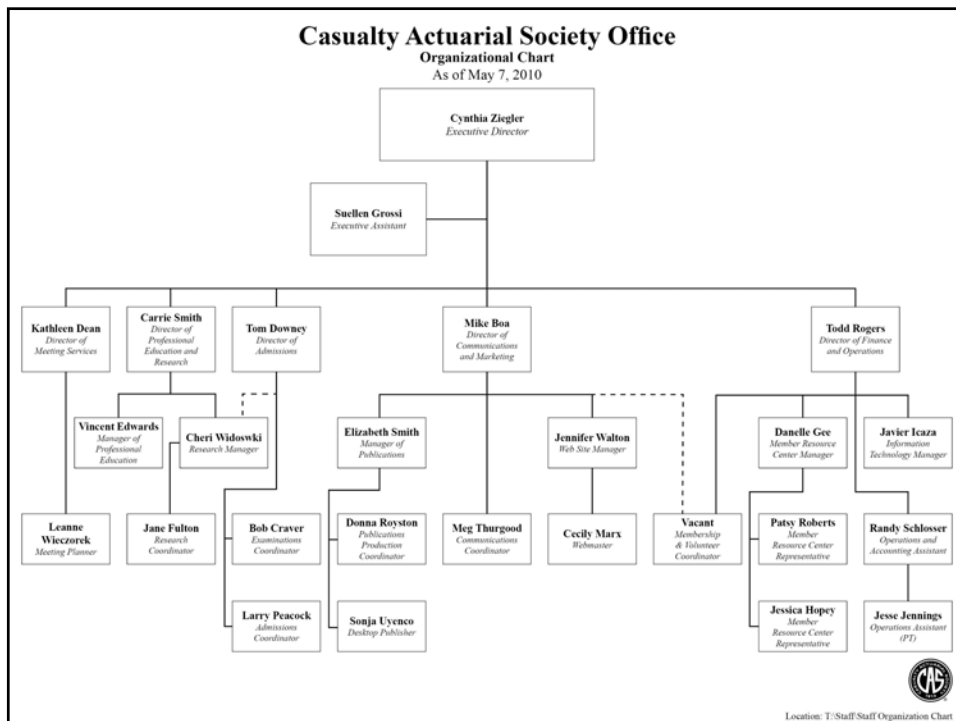 Casualty Actuarial Society Office
Organizational Chart
As of May 7, 2010
Cynthia Ziegler
Executive Director
Suellen Grossi
Executive Assistant
Kathleen Dean
Director of
Meeting Services
Carrie Smith
Director of
Professional
Education and
Research
Tom Downey
Director of
Admissions
Mike Boa
Director of
Communications
and Marketing
Todd Rogers
Director of Finance
and Operations
Vincent Edwards
Manager of
Professional
Education
Cheri Widoswki
Research Manager
Elizabeth Smith
Manager of
Publications
Jennifer Walton
Web Site Manager
Danelle Gee
Member Resource
Center Manager
Javier Icaza
Information
Technology Manager
Leanne
Wieczorek
Meeting Planner
Jane Fulton
Research
Coordinator
Bob Craver
Examinations
Coordinator
Donna Royston
Publications
Production
Coordinator
Meg Thurgood
Communications
Coordinator
Cecily Marx
Webmaster
Vacant
Membership
& Volunteer
Coordinator
Patsy Roberts
Member
Resource Center
Representative
Randy Schlosser
Operations and
Accounting Assistant
Larry Peacock
Admissions
Coordinator
Sonja Uyenco
Desktop Publisher
Jessica Hopey
Member
Resource Center
Representative
Jesse Jennings
Operations Assistant
(PT)
CAS
Location: T:\Staff\Staff Organization Chart